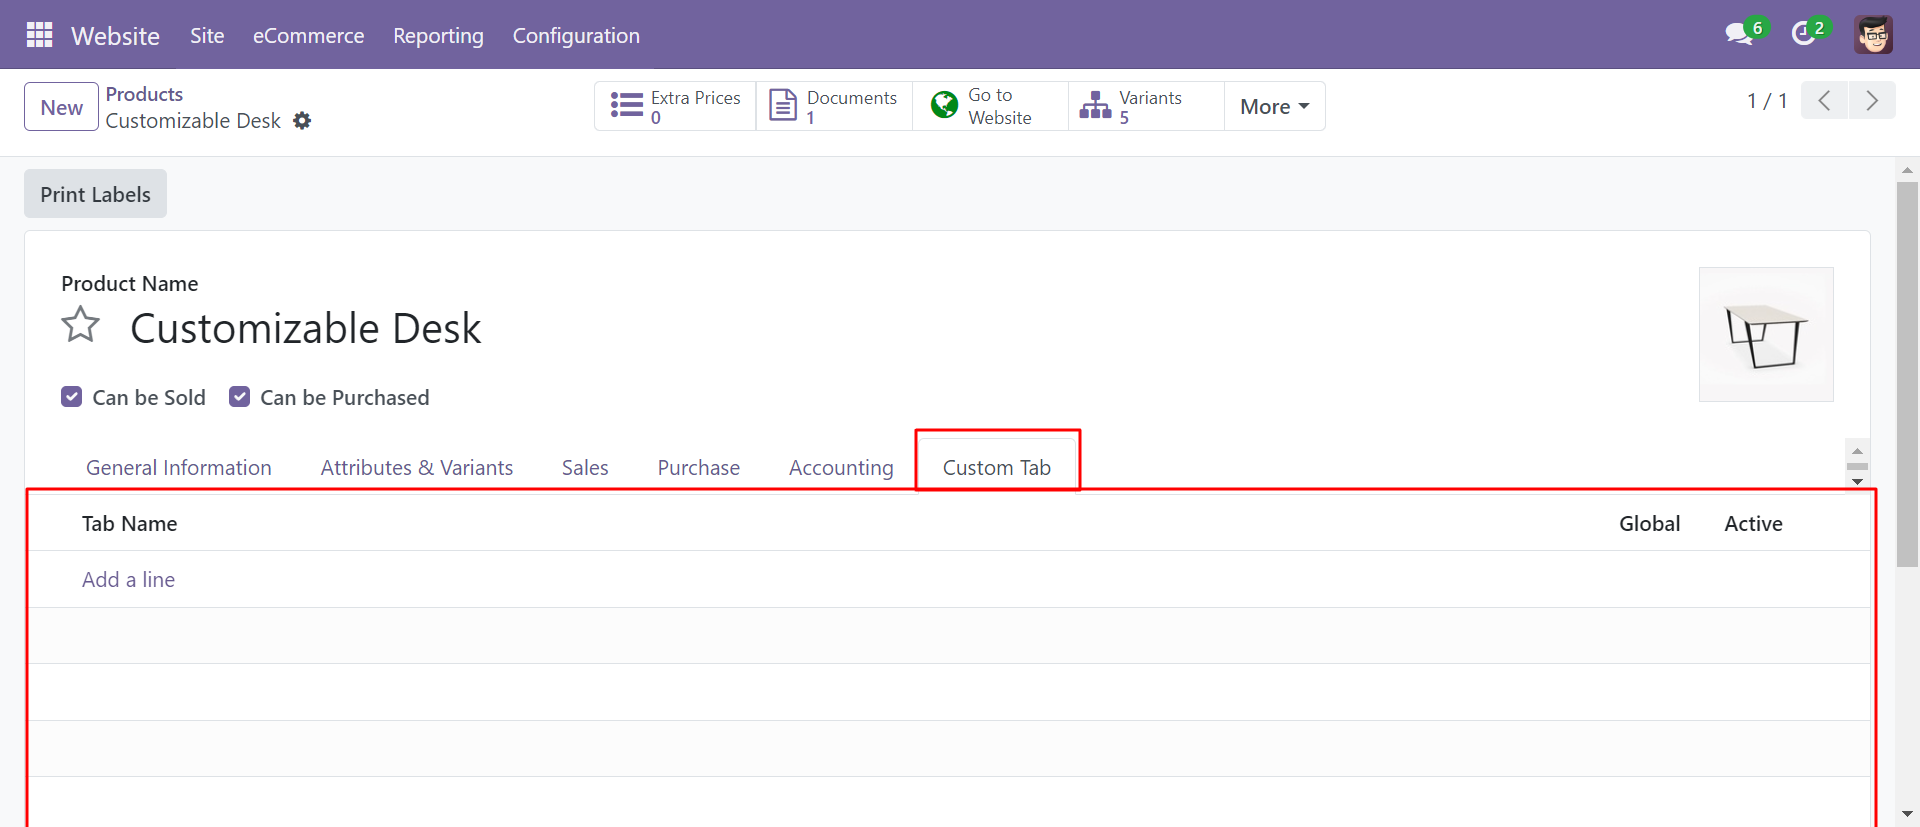 Website Site eCommerce Reporting Configuration 6 2
New Products Customizable Desk
Extra Prices 0 Documents 1 Go to Website Variants 5 More 1 / 1
Print Labels
Product Name
Customizable Desk
Can be Sold Can be Purchased
General Information Attributes & Variants Sales Purchase Accounting Custom Tab
Tab Name Global Active
Add a line